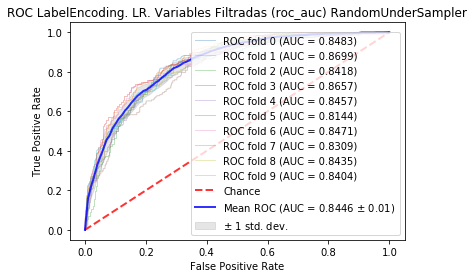 ROC LabelEncoding. LR. Variables Filtradas (roc_auc) RandomUnderSampler
1.0
0.8
0.6
0.4
0.2
0.0
True Positive Rate
ROC fold 0 (AUC = 0.8483)
ROC fold 1 (AUC = 0.8699)
ROC fold 2 (AUC = 0.8418)
ROC fold 3 (AUC = 0.8657)
ROC fold 4 (AUC = 0.8457)
ROC fold 5 (AUC = 0.8144)
ROC fold 6 (AUC = 0.8471)
ROC fold 7 (AUC = 0.8309)
ROC fold 8 (AUC = 0.8435)
ROC fold 9 (AUC = 0.8404)
Chance
Mean ROC (AUC = 0.8446 ± 0.01)
± 1 std. dev.
0.0 0.2 0.4 0.6 0.8 1.0
False Positive Rate